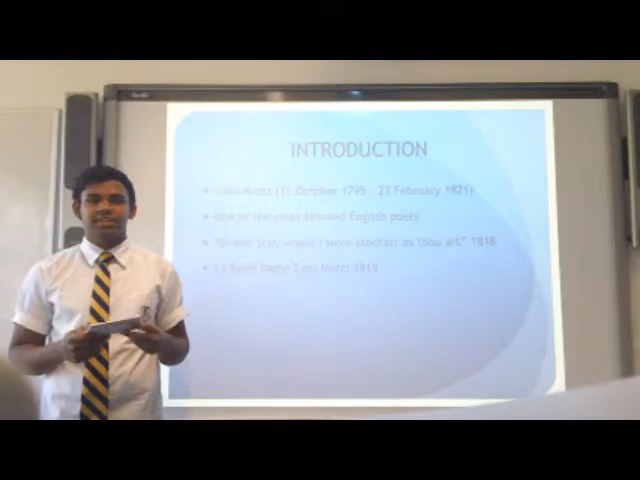 INTRODUCTION
John Keats (31 October 1795 - 23 February 1821)
One of the most beloved English poets
"Bright star, would I were stedfast as thou art" 1818
La Belle Dame Sans Merci 1819